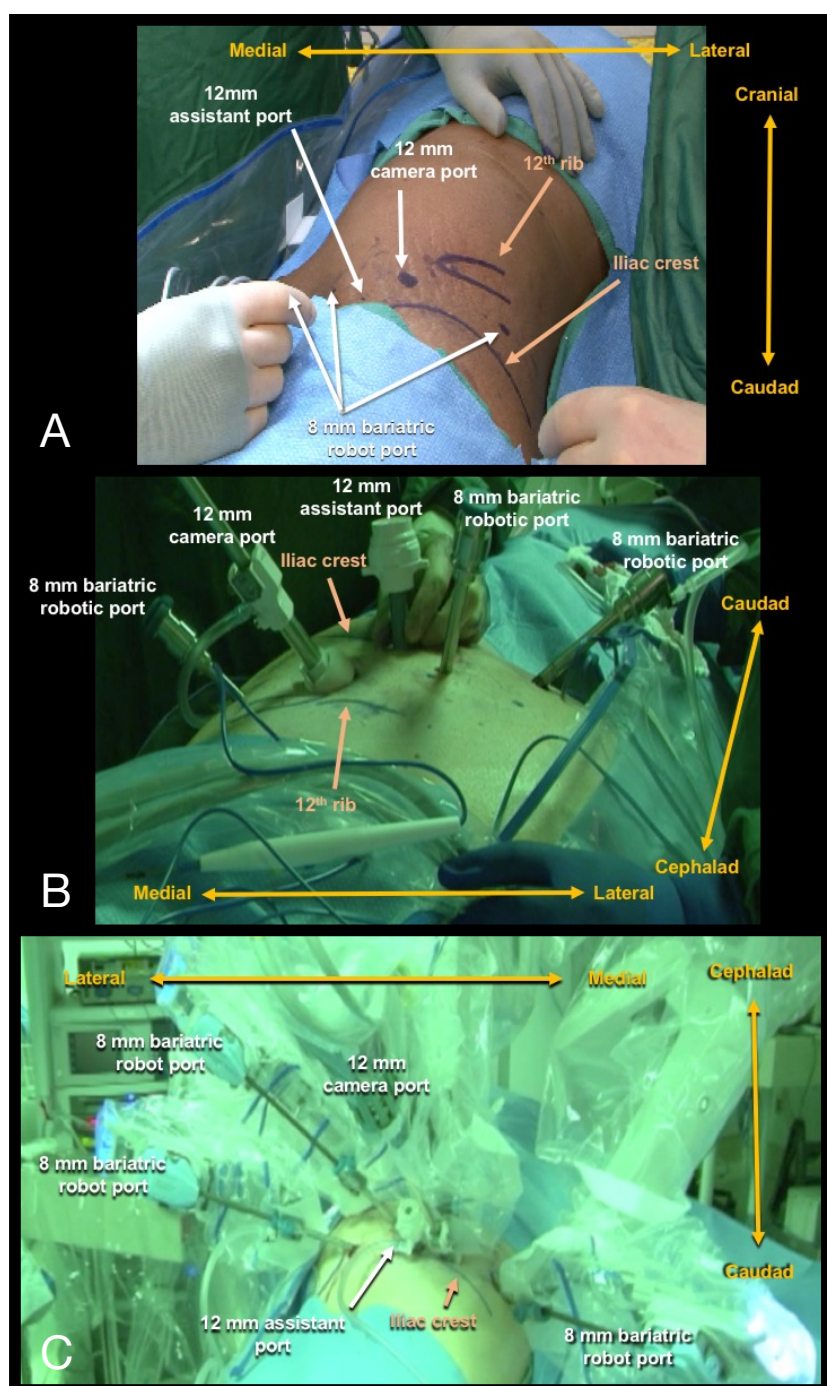 Medial
Lateral
12mm
assistant port
Cranial
12 mm
camera port
12th rib
Iliac crest
Caudad
8 mm bariatric
robot port
A
12 mm
assistant port
8 mm bariatric
robotic port
12 mm
camera port
8 mm bariatric
robotic port
Iliac crest
8 mm bariatric
robotic port
Caudad
12th rib
Cephalad
B
Medial
Lateral
Lateral
Medial
Cephalad
8 mm bariatric
robot port
12 mm
camera port
8 mm bariatric
robot port
Caudad
12 mm assistant
port
Iliac crest
8 mm bariatric
robot port
C